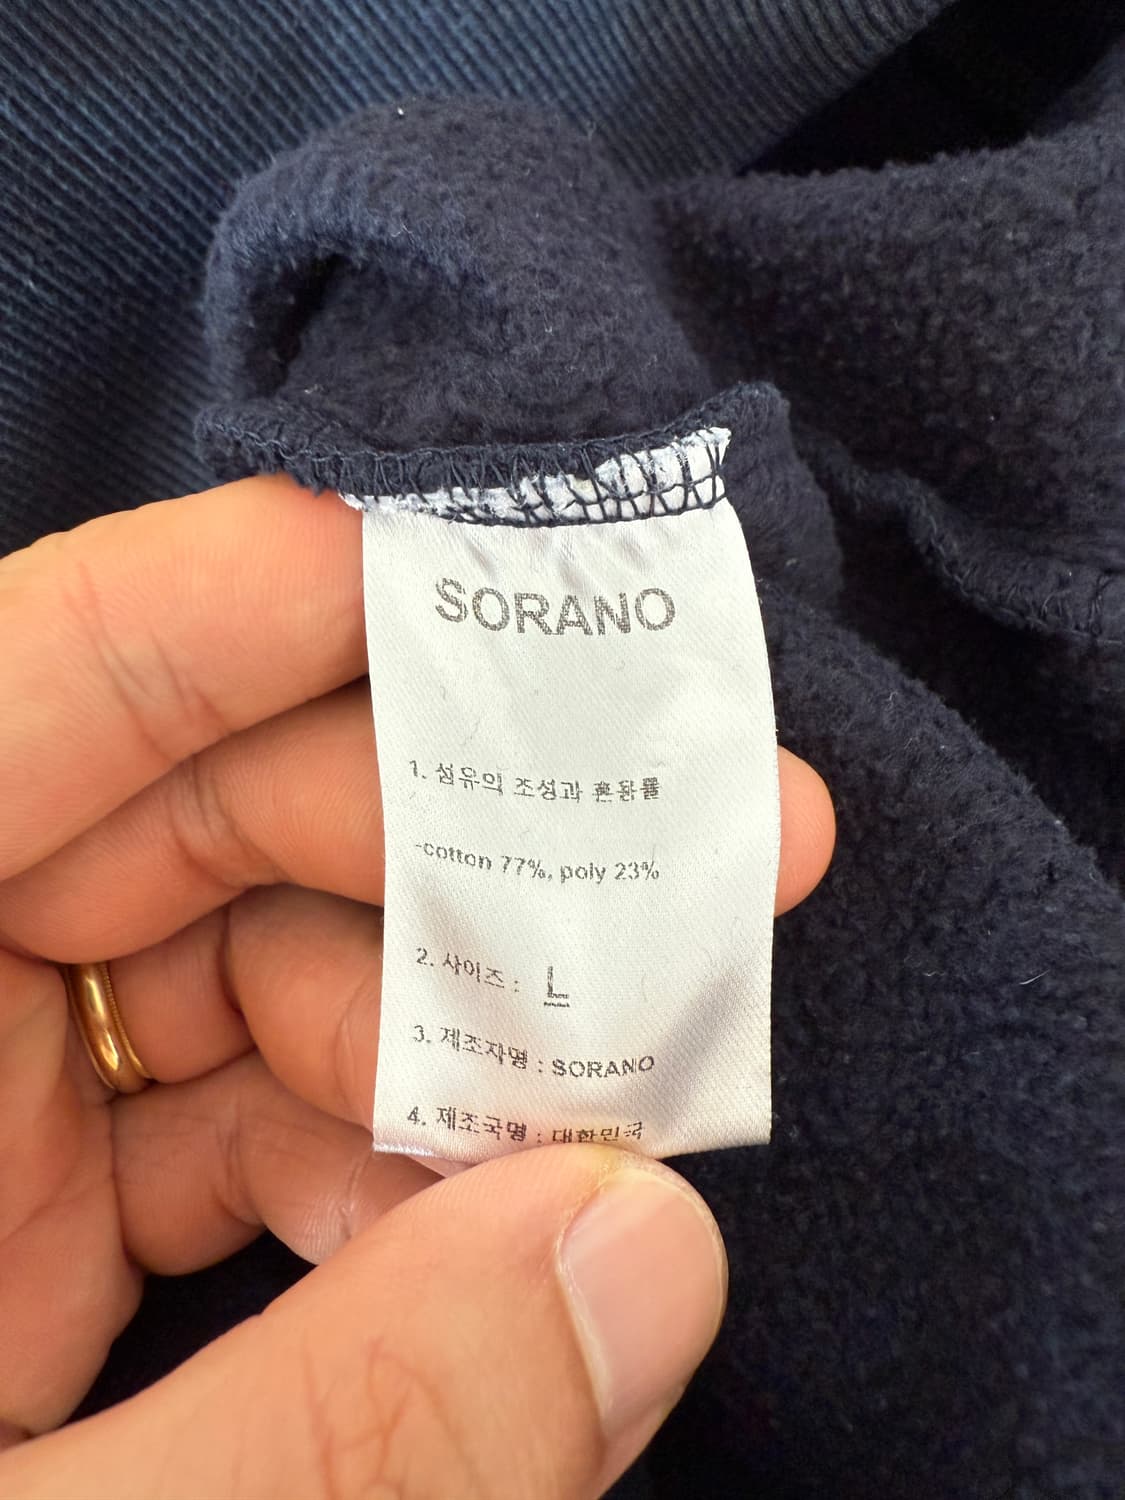 SORANO
1. 섬유의 조성과 혼용률
-cotton 77%, poly 23%
2. 사이즈 : L
3. 제조자명 : SORANO
4. 제조국명 : 대한민국